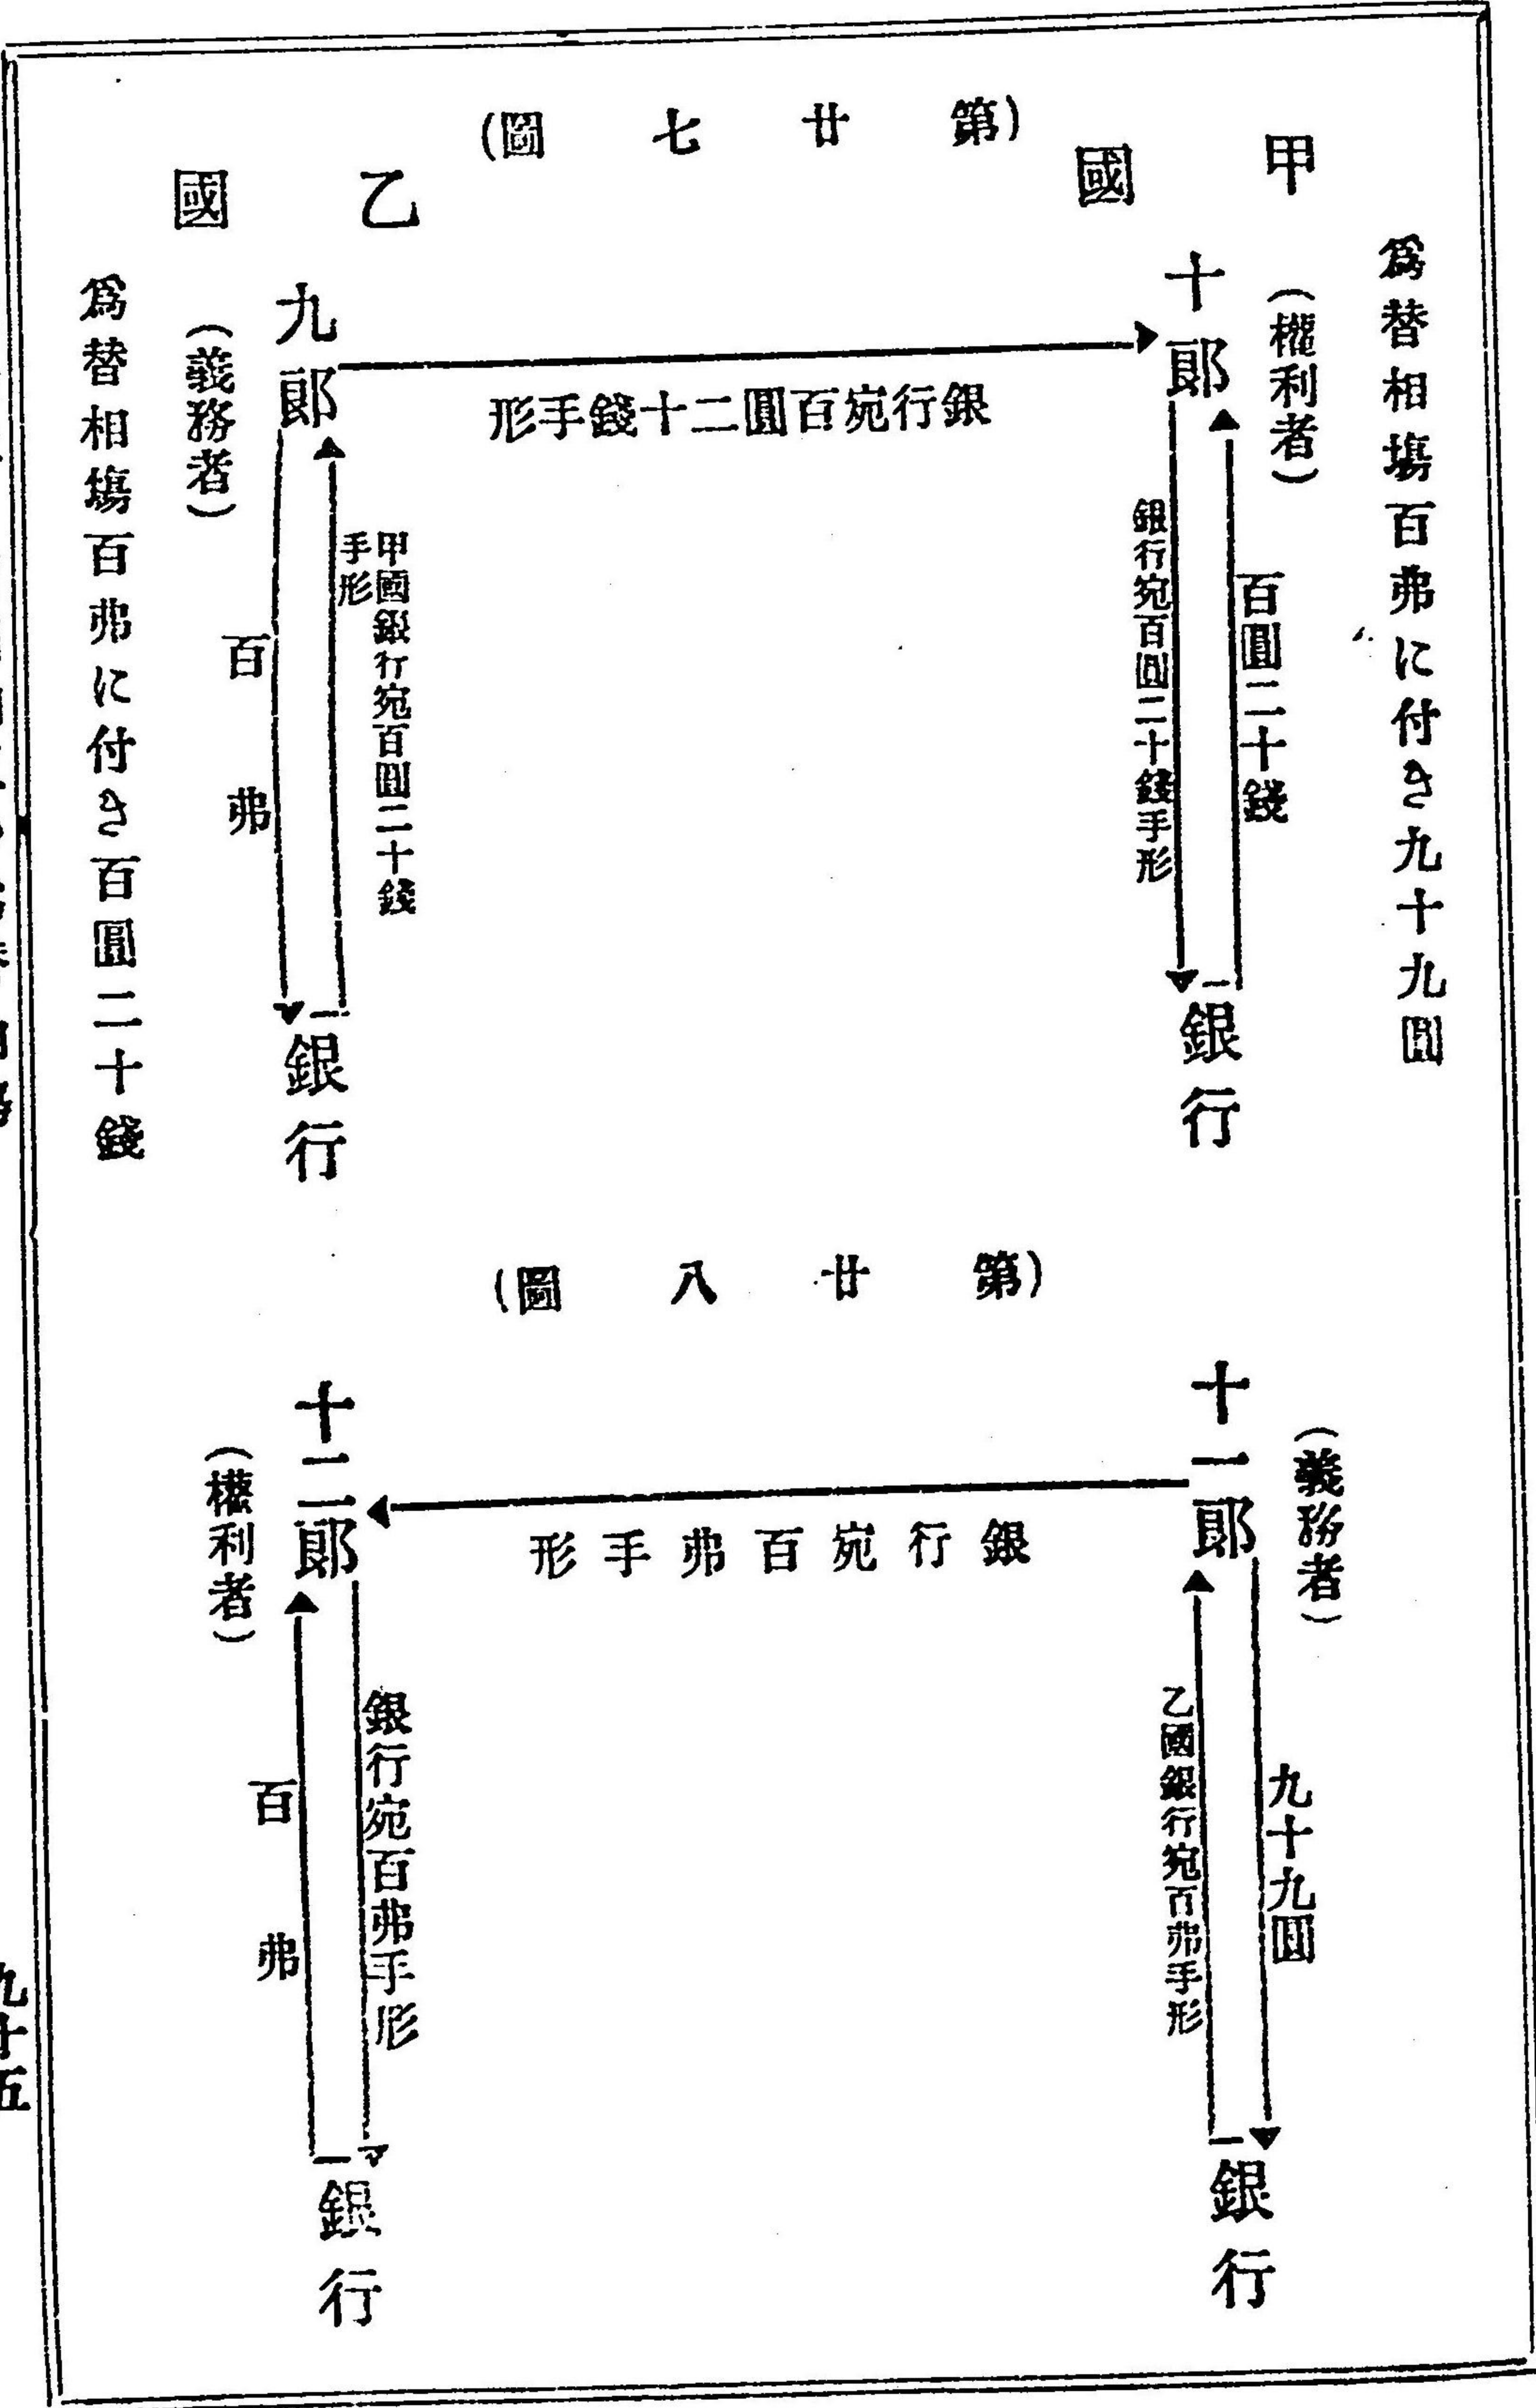 (第廿七圖)
甲國
乙國
爲替相塲百弗に付き九十九圓
(權利者)
十郞
百圓二十錢
銀行宛百圓二十錢手形
銀行
銀行宛百圓二十錢手形
九郞
(義務者)
甲國銀行宛百圓二十錢
手形
百弗
銀行
爲替相塲百弗に付き百圓二十錢
(第廿八圖)
(義務者)
十一郞
九十九圓
乙國銀行宛百弗手形
銀行
銀行宛百弗手形
十二郞
(權利者)
銀行宛百弗手形
百弗
銀行
九十五